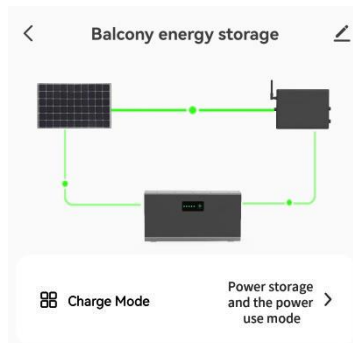 Balcony energy storage
Charge Mode
Power storage
and the power
use mode